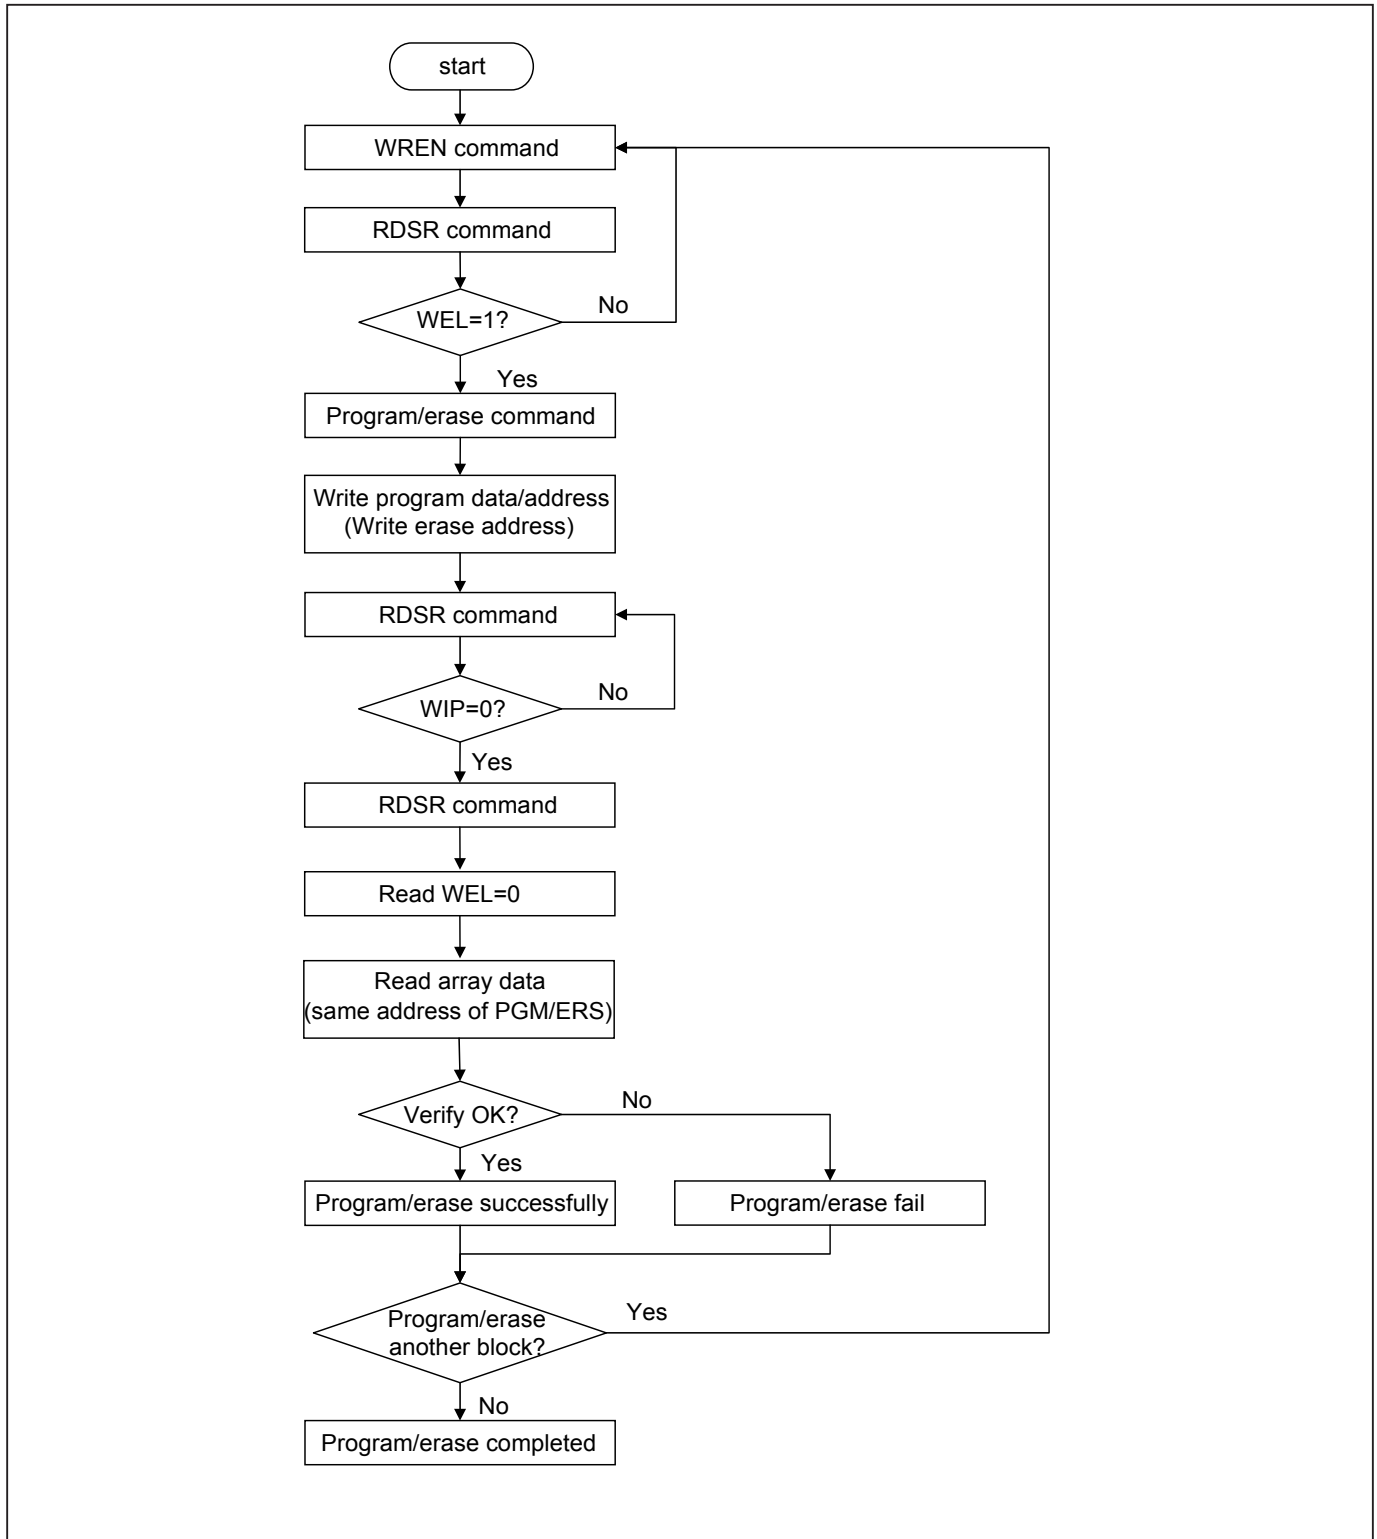 start
WREN command
RDSR command
WEL=1?
No
Yes
Program/erase command
Write program data/address
(Write erase address)
RDSR command
WIP=0?
No
Yes
RDSR command
Read WEL=0
Read array data
(same address of PGM/ERS)
Verify OK?
No
Yes
Program/erase successfully
Program/erase fail
Program/erase
another block?
Yes
No
Program/erase completed